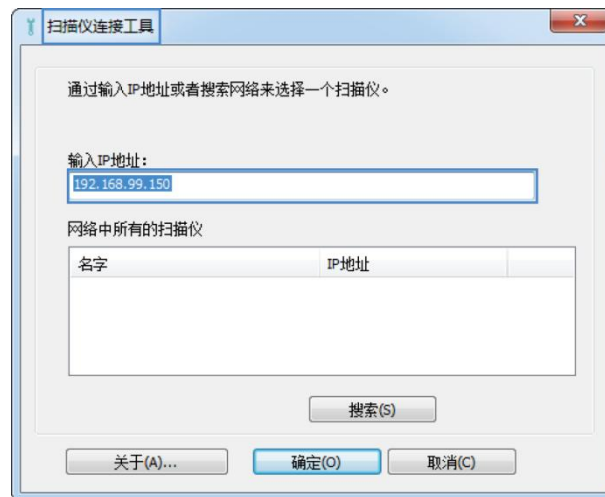 扫描仪连接工具
通过输入IP地址或者搜索网络来选择一个扫描仪。
输入IP地址:
192.168.99.150
网络中所有的扫描仪
名字 IP地址
搜索(S)
关于(A)... 确定(O) 取消(C)